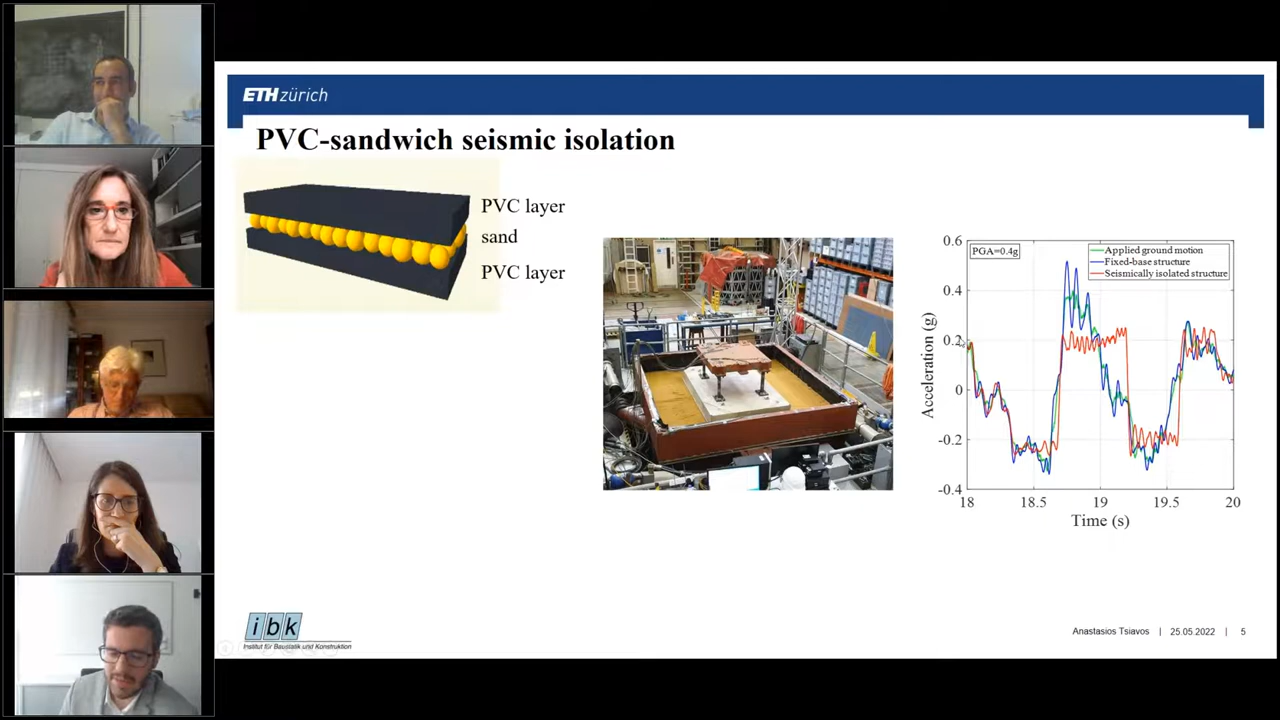 ETH zürich
PVC-sandwich seismic isolation
PVC layer
sand
PVC layer
PGA=0.4g
Applied ground motion
Fixed-base structure
Seismically isolated structure
Acceleration (g)
0.6
0.4
0.2
0
-0.2
-0.4
18
18.5
19
19.5
20
Time (s)
ibk
Institut für Baustatik und Konstruktion
Anastasios Tsiavos | 25.05.2022 | 5